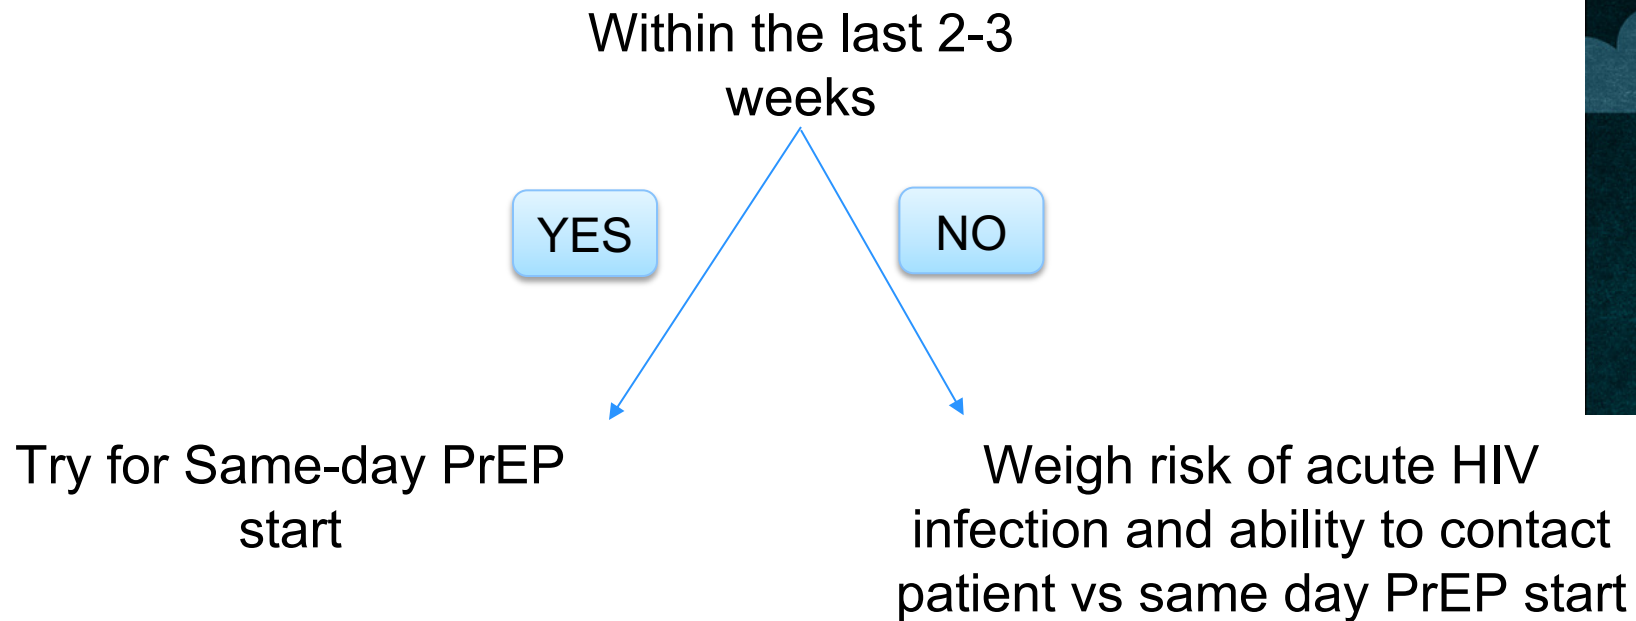 Within the last 2-3
weeks
YES
NO
Try for Same-day PrEP
start
Weigh risk of acute HIV
infection and ability to contact
patient vs same day PrEP start